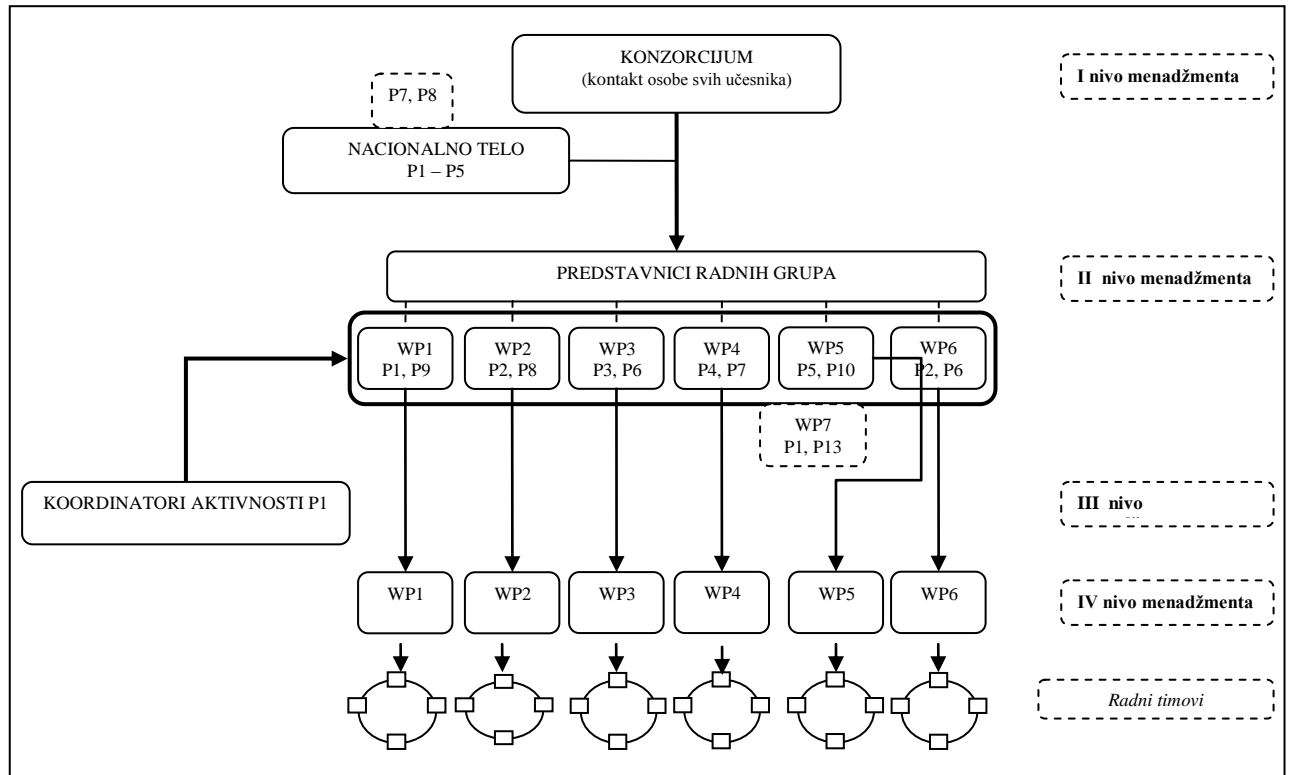 KONZORCIJUM
(kontakt osobe svih učesnika)
I nivo menadžmenta
P7, P8
NACIONALNO TELO
P1 – P5
PREDSTAVNICI RADNIH GRUPA
II nivo menadžmenta
WP1
P1, P9
WP2
P2, P8
WP3
P3, P6
WP4
P4, P7
WP5
P5, P10
WP6
P2, P6
WP7
P1, P13
KOORDINATORI AKTIVNOSTI P1
III nivo
WP1
WP2
WP3
WP4
WP5
WP6
IV nivo menadžmenta
Radni timovi